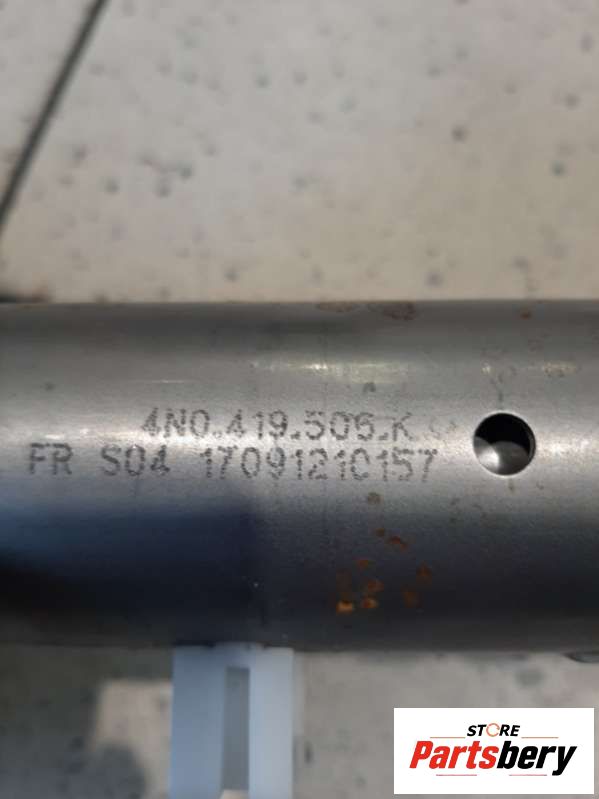 4N0.419.506.K
FR S04 17091210157
STORE
Partsbery